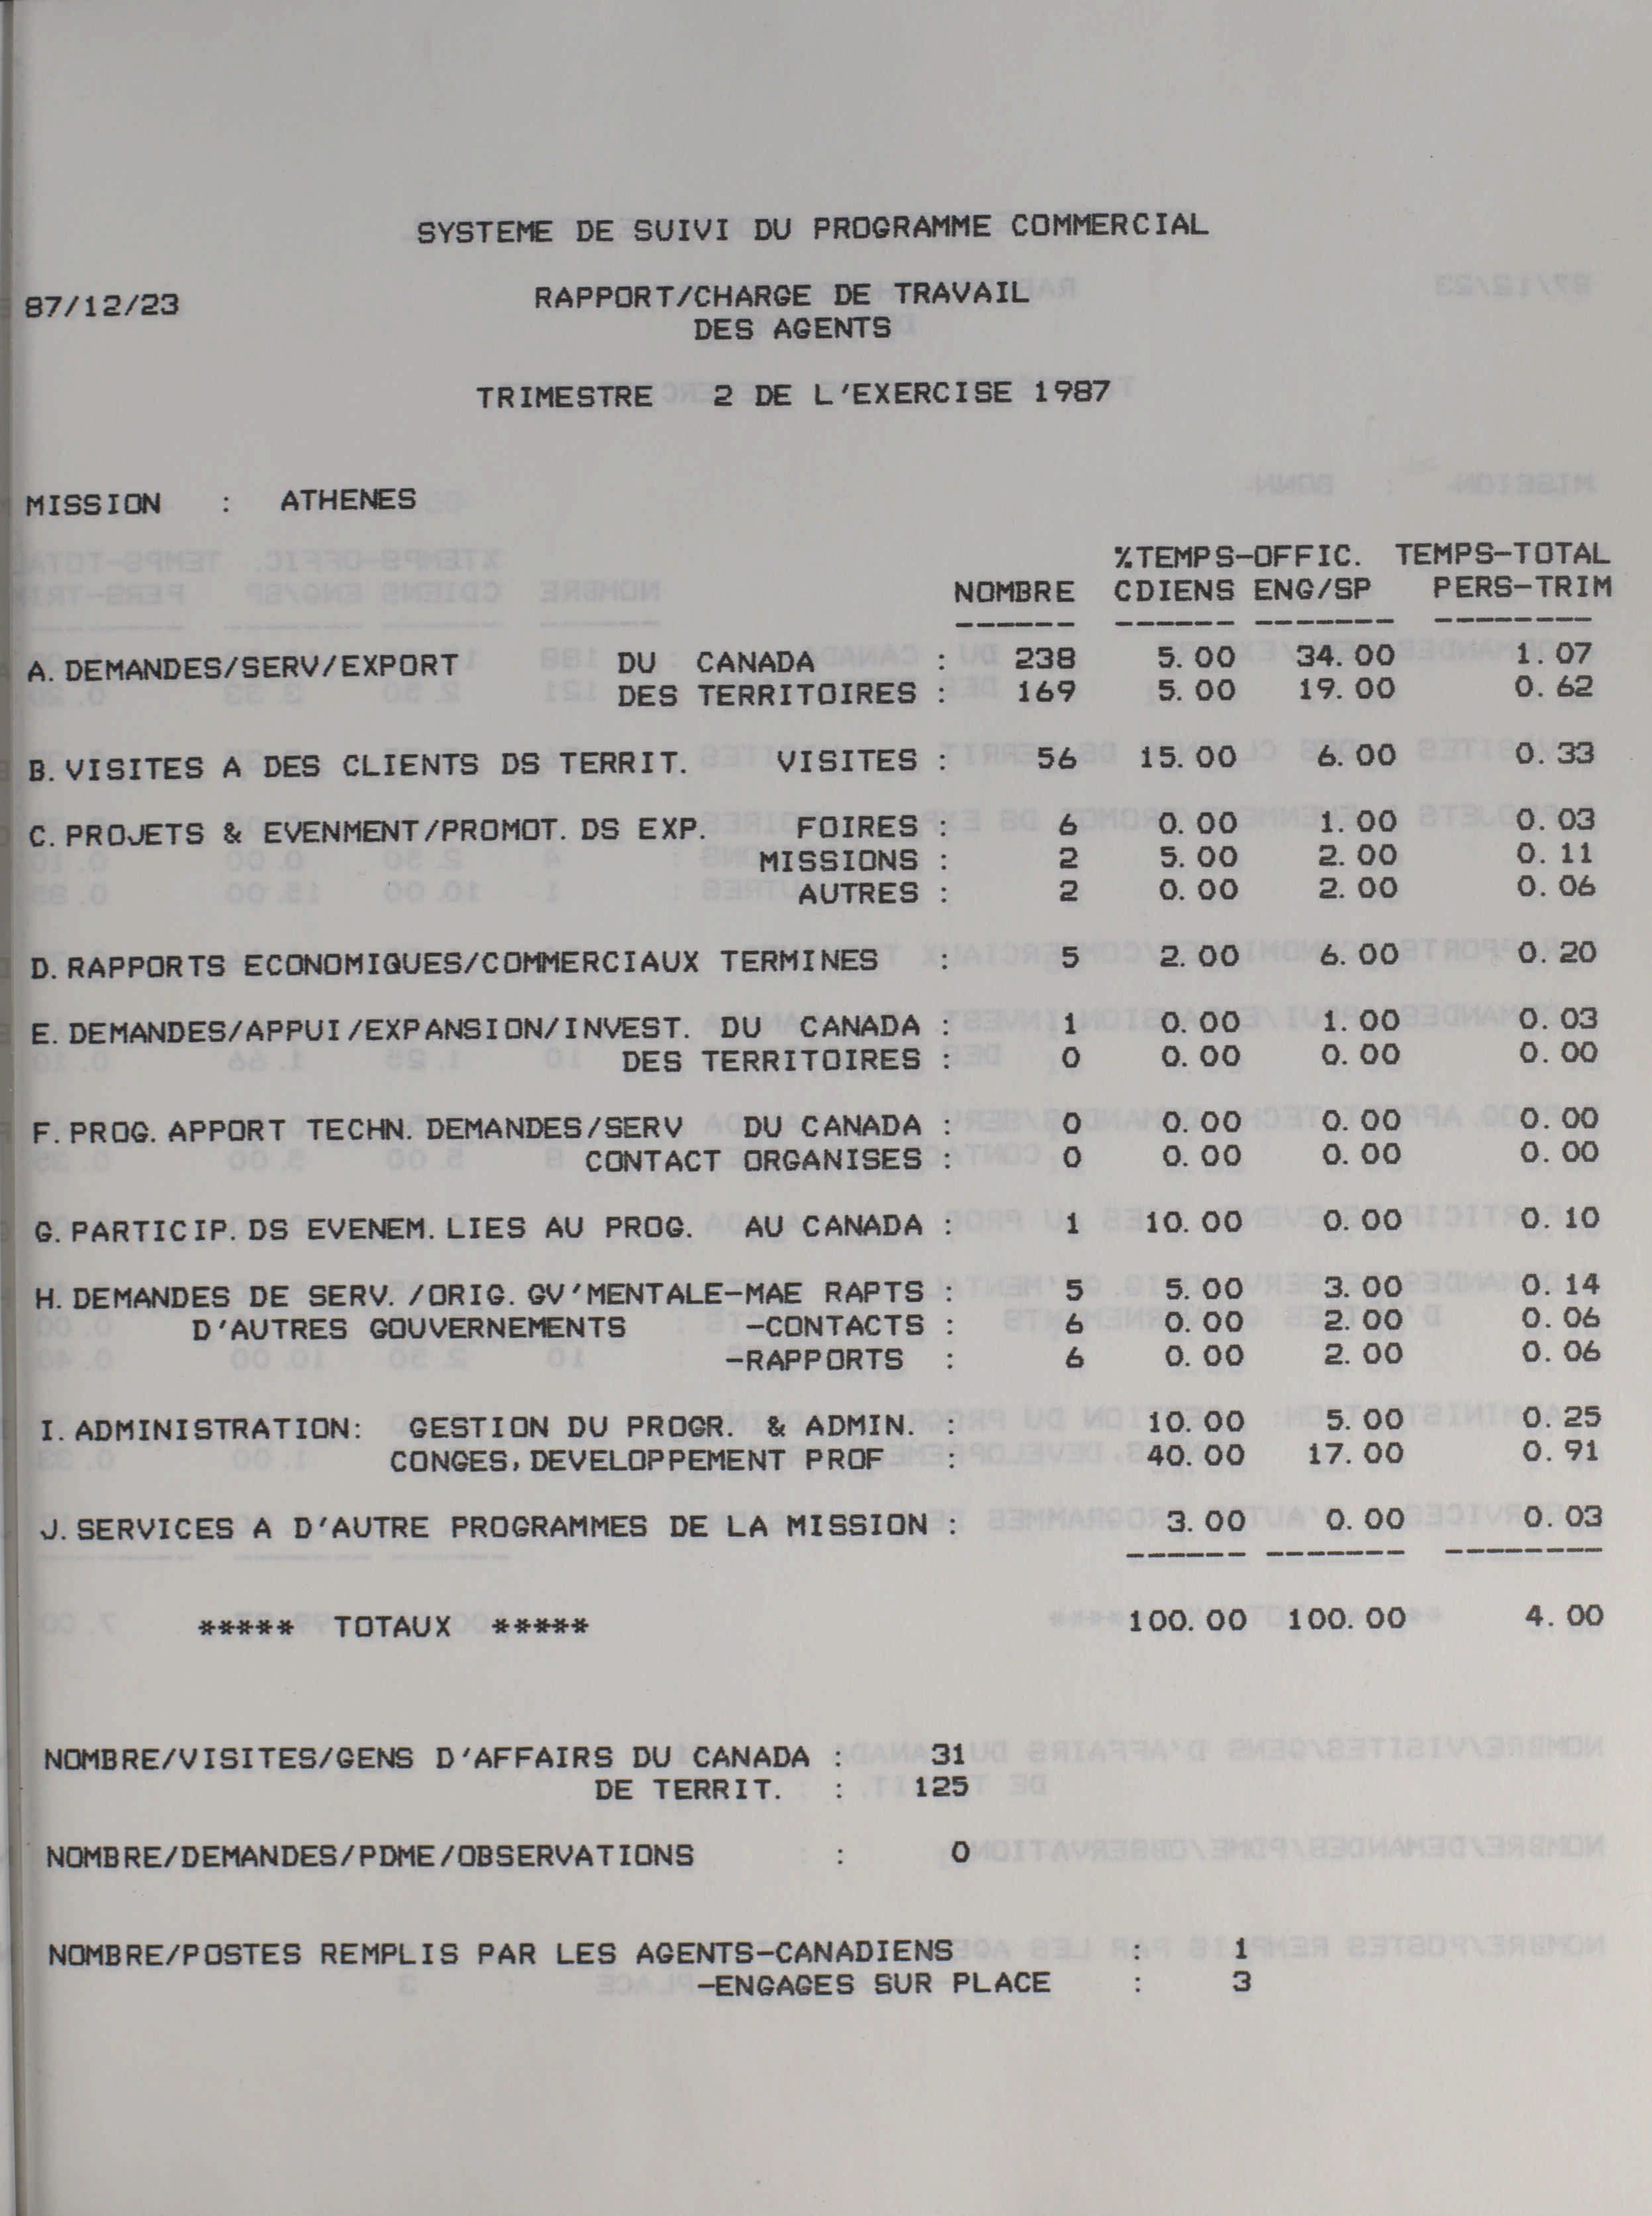 SYSTEME DE SUIVI DU PROGRAMME COMMERCIAL
87/12/23 RAPPORT/CHARGE DE TRAVAIL
DES AGENTS
TRIMESTRE 2 DE L'EXERCISE 1987
MISSION : ATHENES
%TEMPS-OFFIC. TEMPS-TOTAL
NOMBRE CDIENS ENG/SP PERS-TRIM
------ ------ ------- --------
A. DEMANDES/SERV/EXPORT DU CANADA : 238 5.00 34.00 1.07
DES TERRITOIRES : 169 5.00 19.00 0.62
B. VISITES A DES CLIENTS DS TERRIT. VISITES : 56 15.00 6.00 0.33
C. PROJETS & EVENMENT/PROMOT. DS EXP. FOIRES : 6 0.00 1.00 0.03
MISSIONS : 2 5.00 2.00 0.11
AUTRES : 2 0.00 2.00 0.06
D. RAPPORTS ECONOMIQUES/COMMERCIAUX TERMINES : 5 2.00 6.00 0.20
E. DEMANDES/APPUI/EXPANSION/INVEST. DU CANADA : 1 0.00 1.00 0.03
DES TERRITOIRES : 0 0.00 0.00 0.00
F. PROG. APPORT TECHN. DEMANDES/SERV DU CANADA : 0 0.00 0.00 0.00
CONTACT ORGANISES : 0 0.00 0.00 0.00
G. PARTICIP. DS EVENEM. LIES AU PROG. AU CANADA : 1 10.00 0.00 0.10
H. DEMANDES DE SERV. /ORIG. GV'MENTALE-MAE RAPTS : 5 5.00 3.00 0.14
D'AUTRES GOUVERNEMENTS -CONTACTS : 6 0.00 2.00 0.06
-RAPPORTS : 6 0.00 2.00 0.06
I. ADMINISTRATION: GESTION DU PROGR. & ADMIN. : 10.00 5.00 0.25
CONGES, DEVELOPPEMENT PROF : 40.00 17.00 0.91
J. SERVICES A D'AUTRE PROGRAMMES DE LA MISSION : 3.00 0.00 0.03
------ ------- --------
***** TOTAUX ***** 100.00 100.00 4.00
NOMBRE/VISITES/GENS D'AFFAIRS DU CANADA : 31
DE TERRIT. : 125
NOMBRE/DEMANDES/PDME/OBSERVATIONS : 0
NOMBRE/POSTES REMPLIS PAR LES AGENTS-CANADIENS : 1
-ENGAGES SUR PLACE : 3